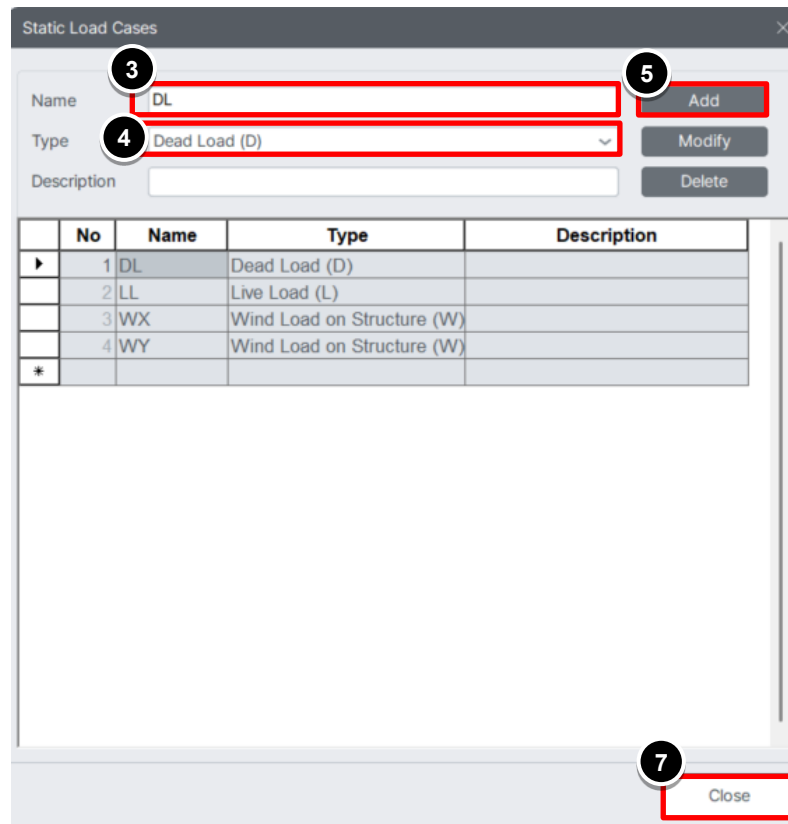 Static Load Cases
3
5
Name DL Add
4
Type Dead Load (D) Modify
Description Delete
No Name Type Description
1 DL Dead Load (D)
2 LL Live Load (L)
3 WX Wind Load on Structure (W)
4 WY Wind Load on Structure (W)
*
7
Close